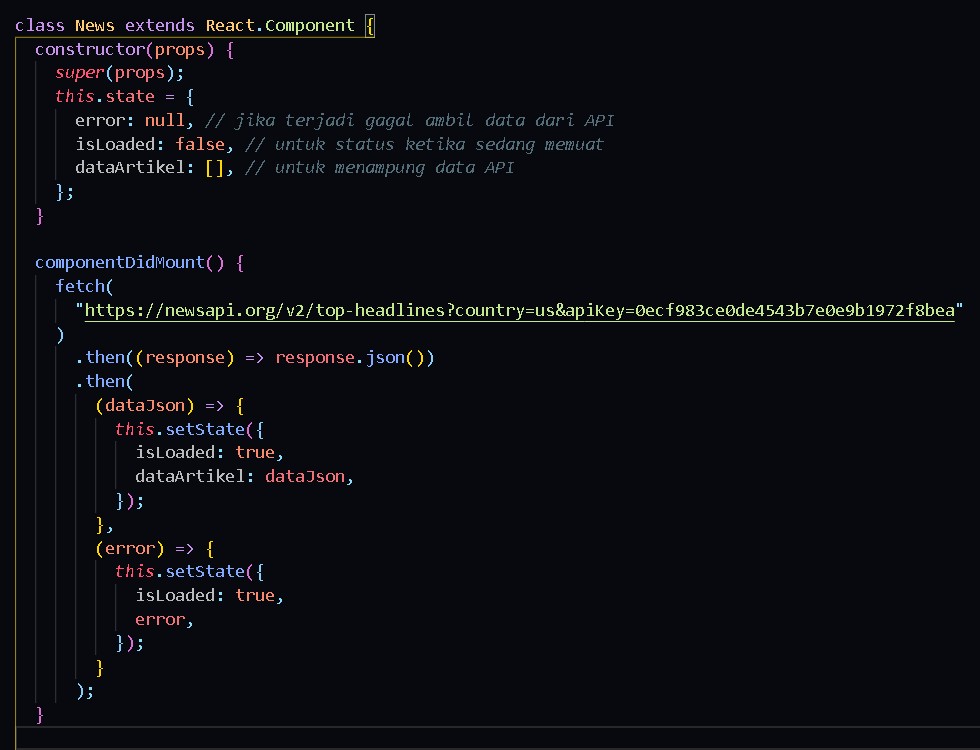 class News extends React.Component {
constructor(props) {
super(props);
this.state = {
error: null, // jika terjadi gagal ambil data dari API
isLoaded: false, // untuk status ketika sedang memuat
dataArtikel: [], // untuk menampung data API
};
}
componentDidMount() {
fetch(
"https://newsapi.org/v2/top-headlines?country=us&apiKey=0ecf983ce0de4543b7e0e9b1972f8bea"
)
.then((response) => response.json())
.then(
(dataJson) => {
this.setState({
isLoaded: true,
dataArtikel: dataJson,
});
},
(error) => {
this.setState({
isLoaded: true,
error,
});
}
);
}